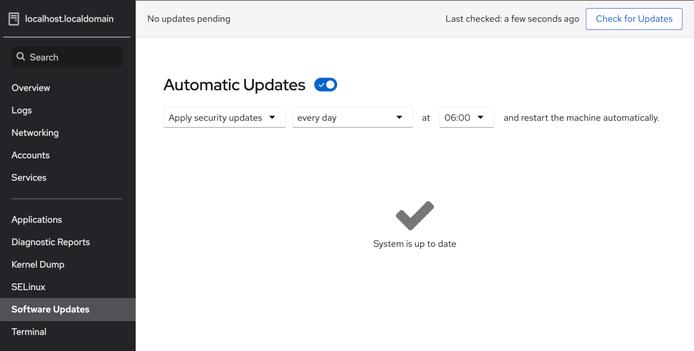 localhost.localdomain
Search
Overview
Logs
Networking
Accounts
Services
Applications
Diagnostic Reports
Kernel Dump
SELinux
Software Updates
Terminal
No updates pending
Last checked: a few seconds ago
Check for Updates
Automatic Updates
Apply security updates every day at 06:00 and restart the machine automatically.
System is up to date